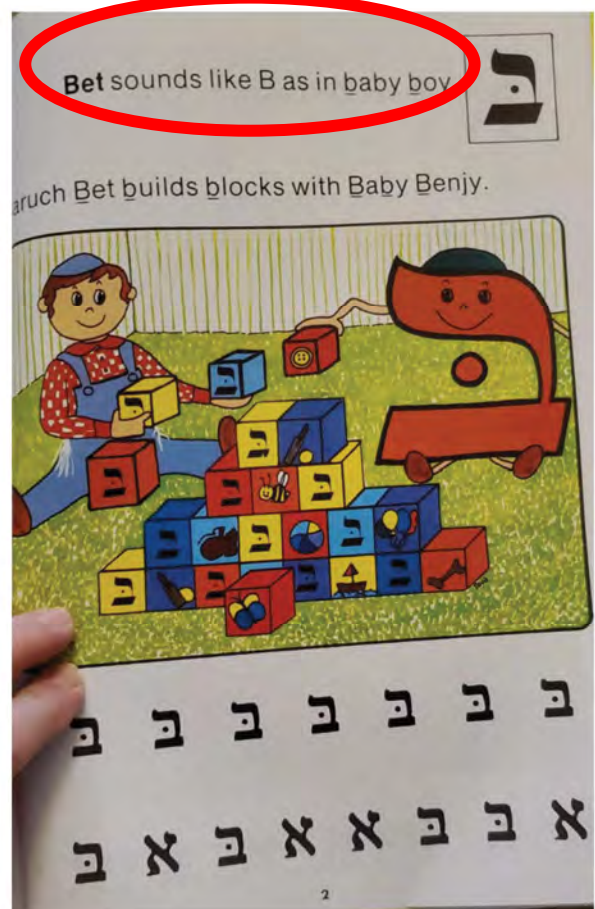 Bet sounds like B as in baby boy
בּ
aruch Bet builds blocks with Baby Benjy.
בּ
בּ
בּ
בּ
בּ
בּ בּ
בּ בּ בּ
בּ בּ בּ בּ
בּ בּ בּ בּ בּ בּ בּ
א בּ בּ א א בּ א בּ
2